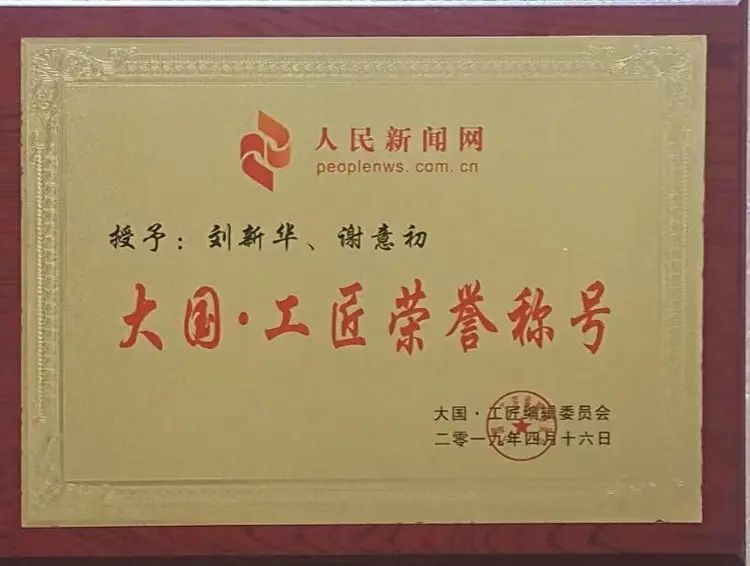 人民新闻网
peoplenws.com.cn
授予：刘新华、谢意初
大国·工匠荣誉称号
大国·工匠编辑委员会
二零一九年四月十六日